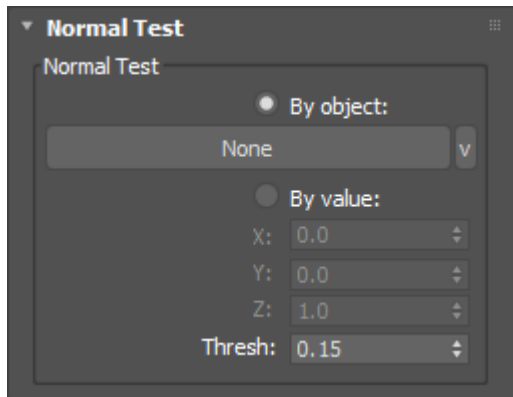 Normal Test
Normal Test
By object:
None v
By value:
X: 0.0
Y: 0.0
Z: 1.0
Thresh: 0.15